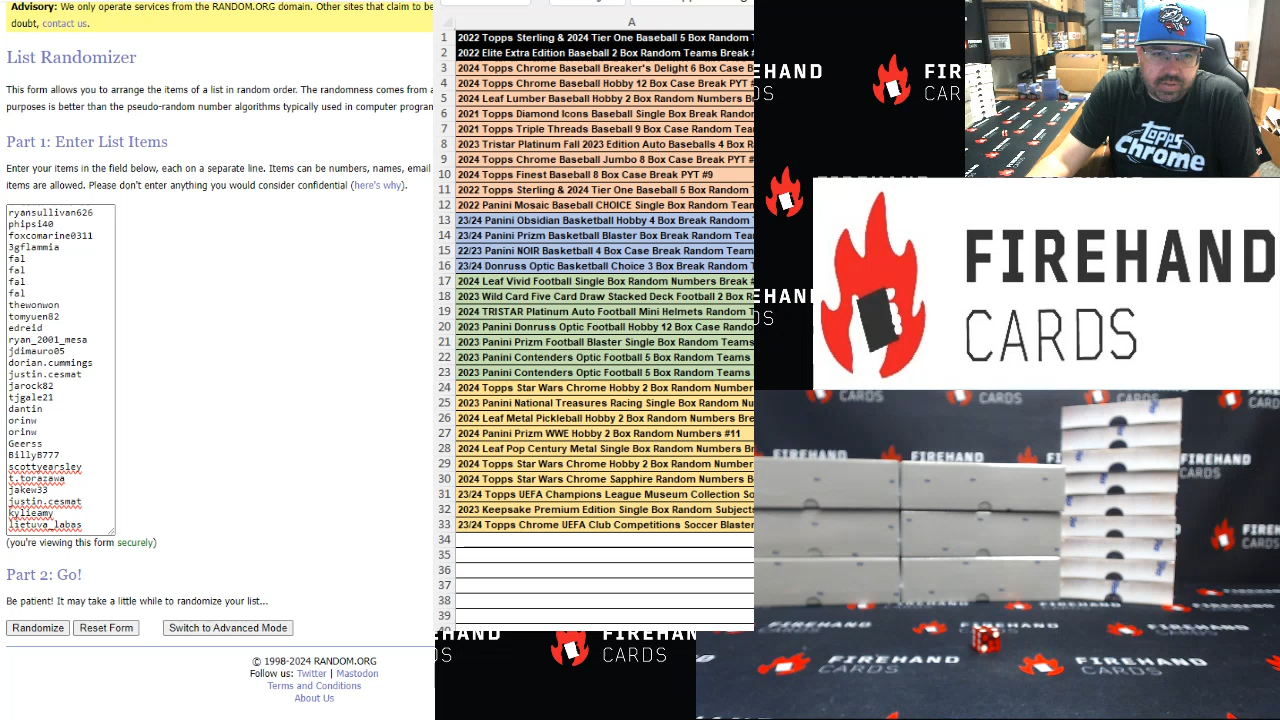 Advisory: We only operate services from the RANDOM.ORG domain. Other sites that claim to be
doubt, contact us.
List Randomizer
This form allows you to arrange the items of a list in random order. The randomness comes from a
purposes is better than the pseudo-random number algorithms typically used in computer program
Part 1: Enter List Items
Enter your items in the field below, each on a separate line. Items can be numbers, names, email
items are allowed. Please don't enter anything you would consider confidential (here's why).
ryansullivan626
phipsi40
foxcomarine0311
3gflammia
fal
fal
fal
fal
thewonwon
tomyuen82
edreid
ryan_2001_mesa
jdimauro05
dorian.cummings
justin.cesmat
jarock82
tjgale21
dantin
orinw
orinw
Geerss
Billy8777
scottyearsley
t.torazawa
jakew33
justin.cesmat
kylieamy
lietuva_labas
(you're viewing this form securely)
Part 2: Go!
Be patient! It may take a little while to randomize your list...
Randomize
Reset Form
Switch to Advanced Mode
© 1998-2024 RANDOM.ORG
Follow us: Twitter | Mastodon
Terms and Conditions
About Us
A
1 2022 Topps Sterling & 2024 Tier One Baseball 5 Box Random T
2 2022 Elite Extra Edition Baseball 2 Box Random Teams Break #
3 2024 Topps Chrome Baseball Breaker's Delight 6 Box Case B
4 2024 Topps Chrome Baseball Hobby 12 Box Case Break PYT #
5 2024 Leaf Lumber Baseball Hobby 2 Box Random Numbers Br
6 2021 Topps Diamond Icons Baseball Single Box Break Random
7 2021 Topps Triple Threads Baseball 9 Box Case Random Tea
8 2023 Tristar Platinum Fall 2023 Edition Auto Baseballs 4 Box R
9 2024 Topps Chrome Baseball Jumbo 8 Box Case Break PYT #
10 2024 Topps Finest Baseball 8 Box Case Break PYT #9
11 2022 Topps Sterling & 2024 Tier One Baseball 5 Box Random T
12 2022 Panini Mosaic Baseball CHOICE Single Box Random Team
13 23/24 Panini Obsidian Basketball Hobby 4 Box Break Random T
14 23/24 Panini Prizm Basketball Blaster Box Break Random Tea
15 22/23 Panini NOIR Basketball 4 Box Case Break Random Tea
16 23/24 Donruss Optic Basketball Choice 3 Box Break Random T
17 2024 Leaf Vivid Football Single Box Random Numbers Break #
18 2023 Wild Card Five Card Draw Stacked Deck Football 2 Box R
19 2024 TRISTAR Platinum Auto Football Mini Helmets Random T
20 2023 Panini Donruss Optic Football Hobby 12 Box Case Rando
21 2023 Panini Prizm Football Blaster Single Box Random Teams
22 2023 Panini Contenders Optic Football 5 Box Random Teams
23 2023 Panini Contenders Optic Football 5 Box Random Teams
24 2024 Topps Star Wars Chrome Hobby 2 Box Random Number
25 2023 Panini National Treasures Racing Single Box Random Nu
26 2024 Leaf Metal Pickleball Hobby 2 Box Random Numbers Bre
27 2024 Panini Prizm WWE Hobby 2 Box Random Numbers #11
28 2024 Leaf Pop Century Metal Single Box Random Numbers Br
29 2024 Topps Star Wars Chrome Hobby 2 Box Random Number
30 2024 Topps Star Wars Chrome Sapphire Random Numbers B
31 23/24 Topps UEFA Champions League Museum Collection So
32 2023 Keepsake Premium Edition Single Box Random Subjects
33 23/24 Topps Chrome UEFA Club Competitions Soccer Blaster
34
35
36
37
38
39
topps
Chrome
FIREHAND
CARDS